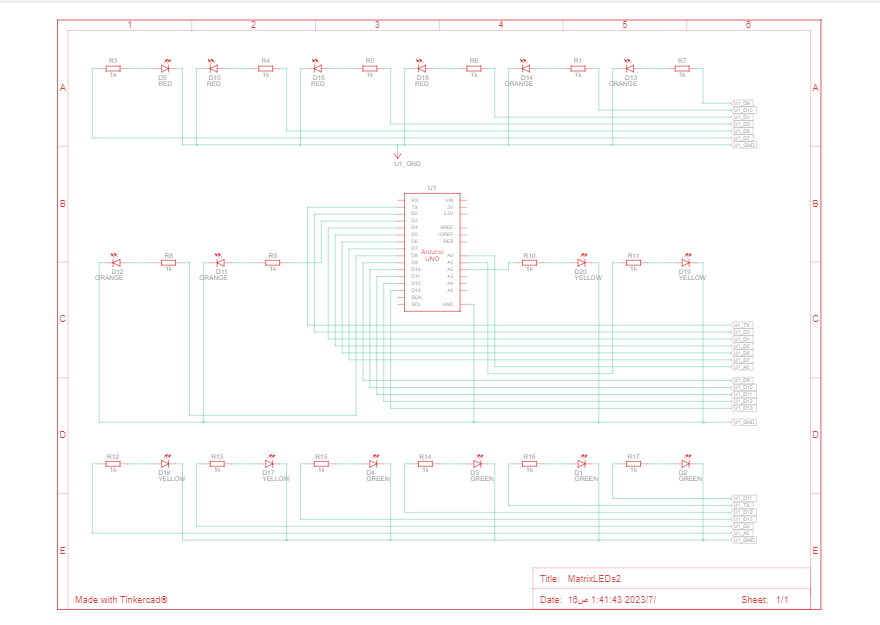 1 2 3 4 5 6
R3 R4 R15 R5 D16 R6 R1 R7
1k 1k 1k 1k 1k 1k
D5 D10 D15 D14 D13
RED RED RED RED ORANGE ORANGE
A A
U1_D9
U1_D10
U1_D4
U1_D5
U1_D6
U1_D7
U1_GND
U1_GND
U1
B B
RX VIN
TX 5V
D2 3.3V
D3
D4 AREF
D5 IOREF
D6 RES
D7
D8 A0
D9 A1
D10 A2
D11 A3
D12 A4
D13 A5
SDA
SCL GND
Arduino
UNO
R8 R9 R10 R11
1k 1k 1k 1k
D12 D11 D20 D19
ORANGE ORANGE YELLOW YELLOW
C C
U1_TX
U1_D2
U1_D4
U1_D5
U1_D6
U1_D7
U1_A0
U1_D9
U1_D10
U1_D11
U1_D12
U1_D13
U1_GND
D D
R12 R13 R15 R14 R16 R17
1k 1k 1k 1k 1k 1k
D18 D17 D4 D3 D1 D2
YELLOW YELLOW GREEN GREEN GREEN GREEN
U1_D11
U1_TX
U1_D12
U1_D13
U1_D2
U1_A0
U1_GND
E E
Title: MatrixLEDs2
Made with Tinkercad®
Date: 16ص 1:41:43 2023/7/ Sheet: 1/1